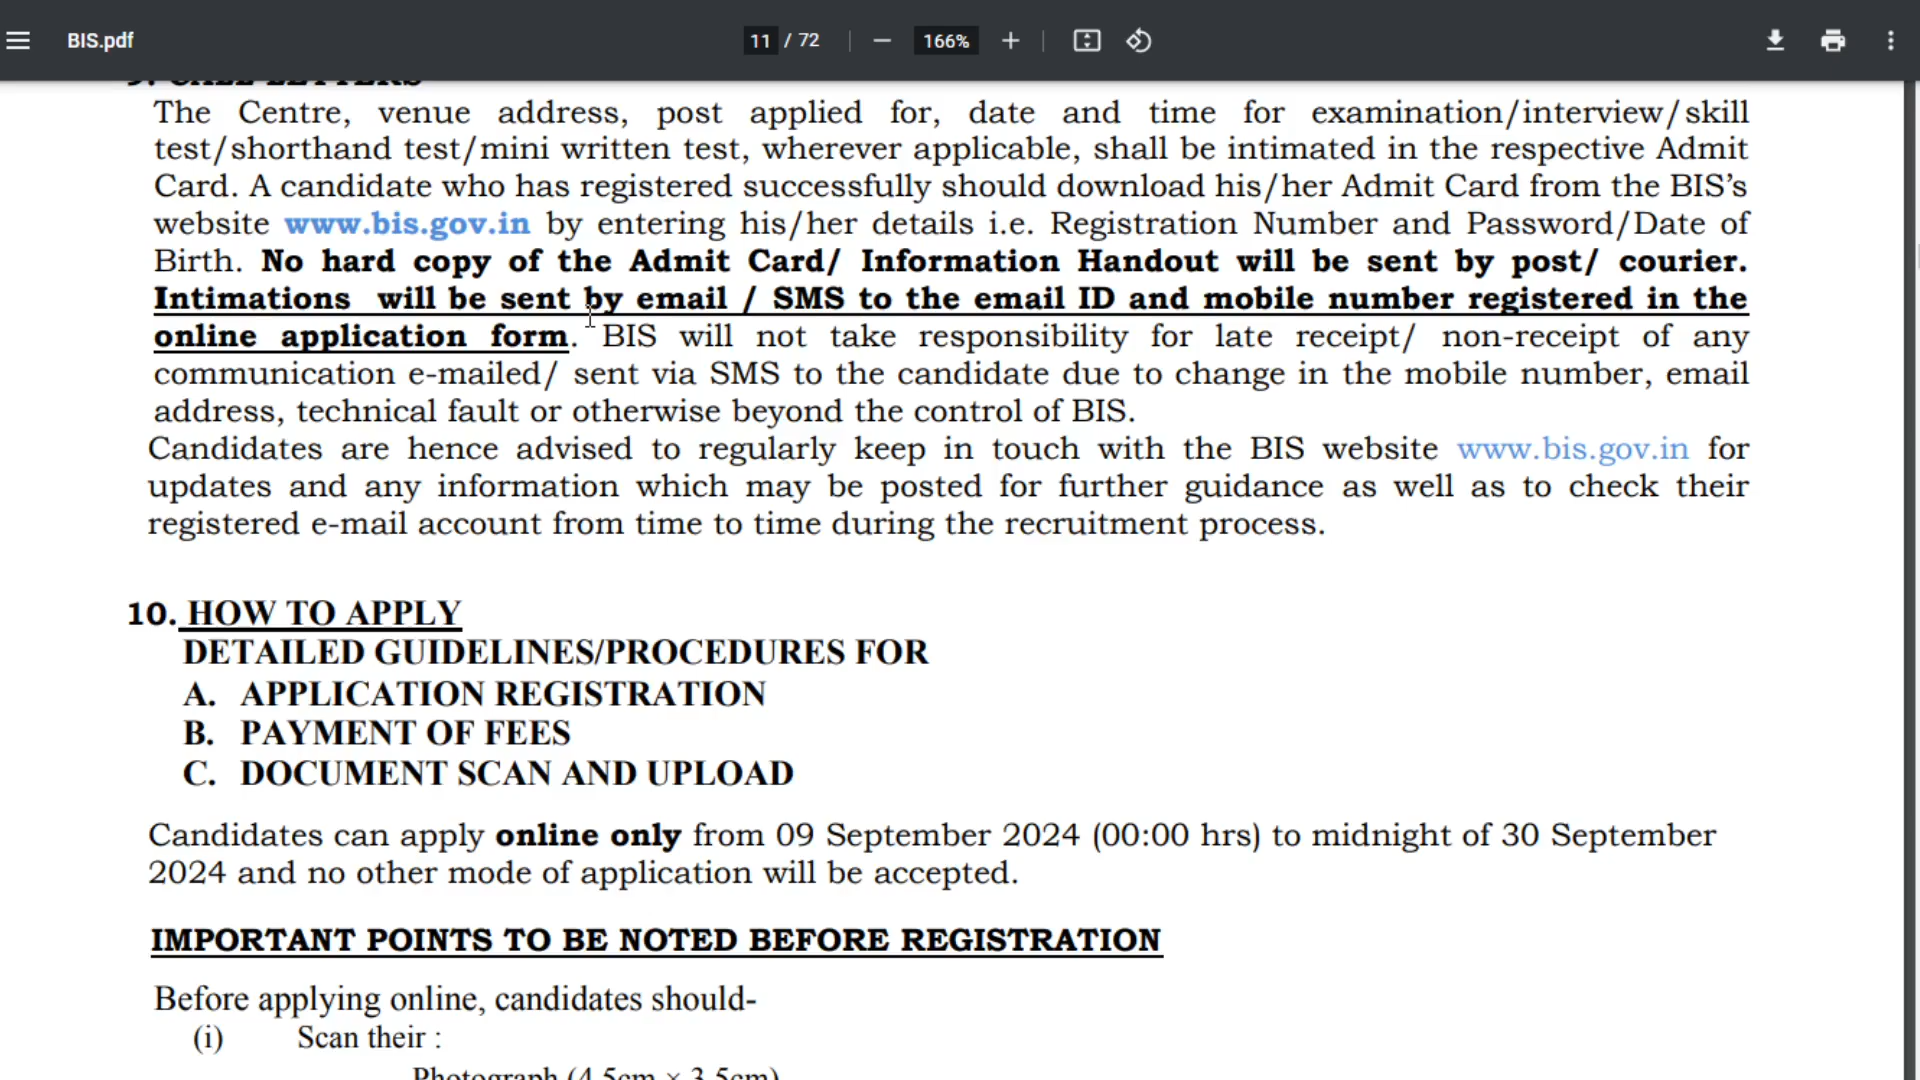 BIS.pdf
11 / 72
166%
9. CALL LETTERS
The Centre, venue address, post applied for, date and time for examination/interview/skill
test/shorthand test/mini written test, wherever applicable, shall be intimated in the respective Admit
Card. A candidate who has registered successfully should download his/her Admit Card from the BIS’s
website www.bis.gov.in by entering his/her details i.e. Registration Number and Password/Date of
Birth. No hard copy of the Admit Card/ Information Handout will be sent by post/ courier.
Intimations will be sent by email / SMS to the email ID and mobile number registered in the
online application form. BIS will not take responsibility for late receipt/ non-receipt of any
communication e-mailed/ sent via SMS to the candidate due to change in the mobile number, email
address, technical fault or otherwise beyond the control of BIS.
Candidates are hence advised to regularly keep in touch with the BIS website www.bis.gov.in for
updates and any information which may be posted for further guidance as well as to check their
registered e-mail account from time to time during the recruitment process.
10. HOW TO APPLY
DETAILED GUIDELINES/PROCEDURES FOR
A. APPLICATION REGISTRATION
B. PAYMENT OF FEES
C. DOCUMENT SCAN AND UPLOAD
Candidates can apply online only from 09 September 2024 (00:00 hrs) to midnight of 30 September
2024 and no other mode of application will be accepted.
IMPORTANT POINTS TO BE NOTED BEFORE REGISTRATION
Before applying online, candidates should-
(i) Scan their :
Photograph (4.5cm × 3.5cm)